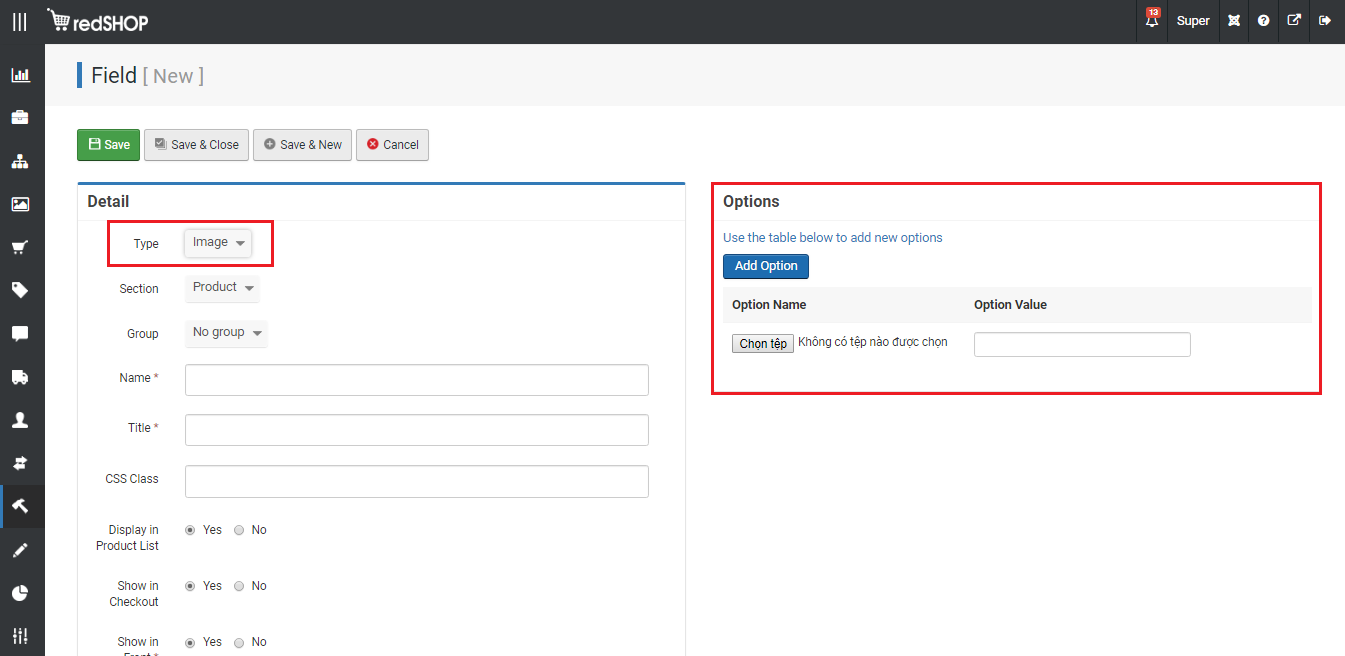 redSHOP
13
Super
Field [ New ]
Save
Save & Close
Save & New
Cancel
Detail
Type
Image
Section
Product
Group
No group
Name *
Title *
CSS Class
Display in
Product List
Yes
No
Show in
Checkout
Yes
No
Show in
Front *
Yes
No
Options
Use the table below to add new options
Add Option
Option Name
Option Value
Chọn tệp
Không có tệp nào được chọn